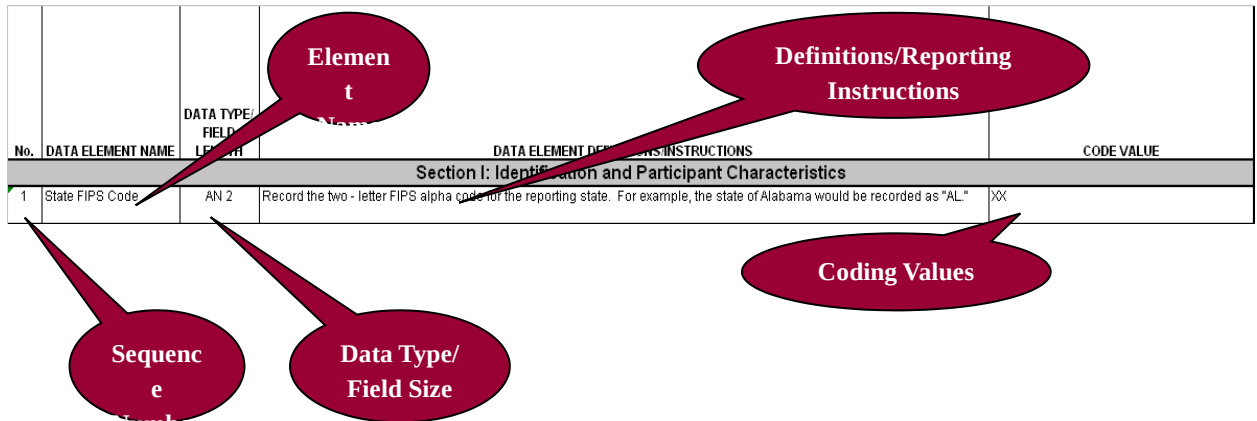 Elemen
t
Name
Definitions/Reporting
Instructions
No.
DATA ELEMENT NAME
DATA TYPE/
FIELD
LENGTH
DATA ELEMENT DEFINITIONS/INSTRUCTIONS
CODE VALUE
Section I: Identification and Participant Characteristics
1
State FIPS Code
AN 2
Record the two - letter FIPS alpha code for the reporting state. For example, the state of Alabama would be recorded as "AL."
XX
Coding Values
Sequenc
e
Data Type/
Field Size